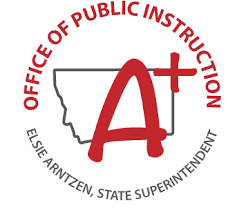 OFFICE OF PUBLIC INSTRUCTION
A+
ELSIE ARNTZEN, STATE SUPERINTENDENT